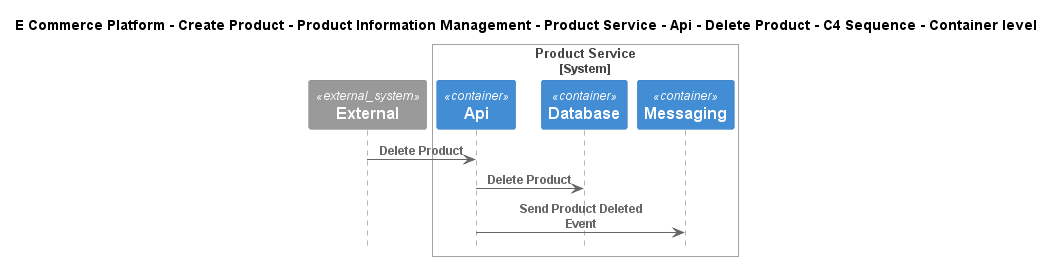 E Commerce Platform - Create Product - Product Information Management - Product Service - Api - Delete Product - C4 Sequence - Container level
Product Service
[System]
«external_system»
External
«container»
Api
«container»
Database
«container»
Messaging
Delete Product
Delete Product
Send Product Deleted
Event